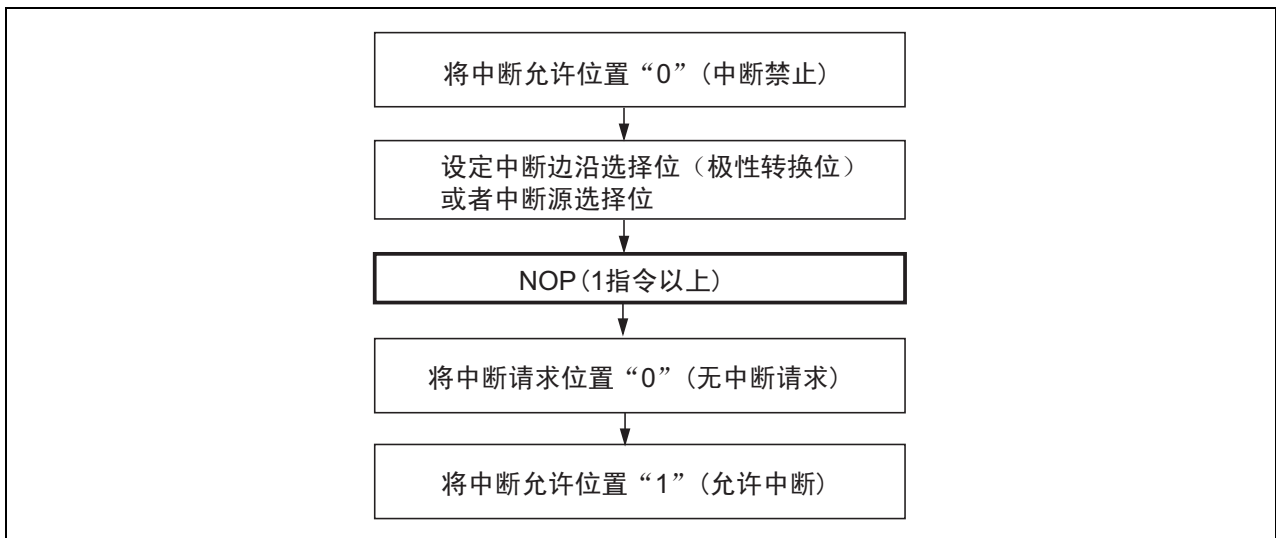 将中断允许位置“0”(中断禁止)
设定中断边沿选择位（极性转换位）
或者中断源选择位
NOP(1指令以上)
将中断请求位置“0”(无中断请求)
将中断允许位置“1”(允许中断)